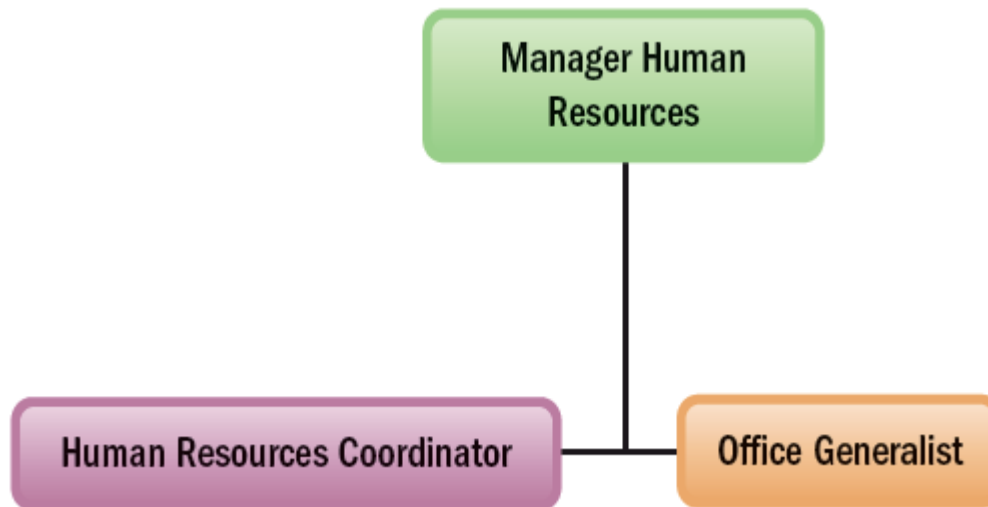 Manager Human
Resources
Human Resources Coordinator
Office Generalist